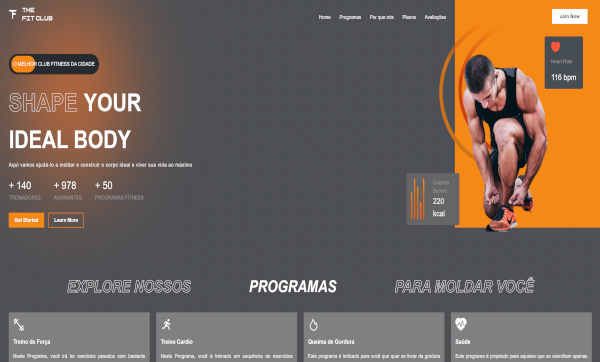 THE
FIT CLUB
Home Programas Por que nós Planos Avaliações
Join Now
O MELHOR CLUB FITNESS DA CIDADE
Heart Rate
116 bpm
SHAPE YOUR
IDEAL BODY
Aqui vamos ajudá-lo a moldar e construir o corpo ideal e viver sua vida ao máximo
+ 140 + 978 + 50
TREINADORES ASSINANTES PROGRAMAS FITNESS
Calories
Burned
220
kcal
Get Started Learn More
EXPLORE NOSSOS PROGRAMAS PARA MOLDAR VOCÊ
Treino de Força
Neste Programa, você irá ter exercícios pesados com bastante
Treino Cardio
Neste Programa, você é treinado em sequência de exercícios
Queima de Gordura
Este programa é indicado para você que quer se livrar da gordura
Saúde
Este programa é projetado para aqueles que se exercitam apenas